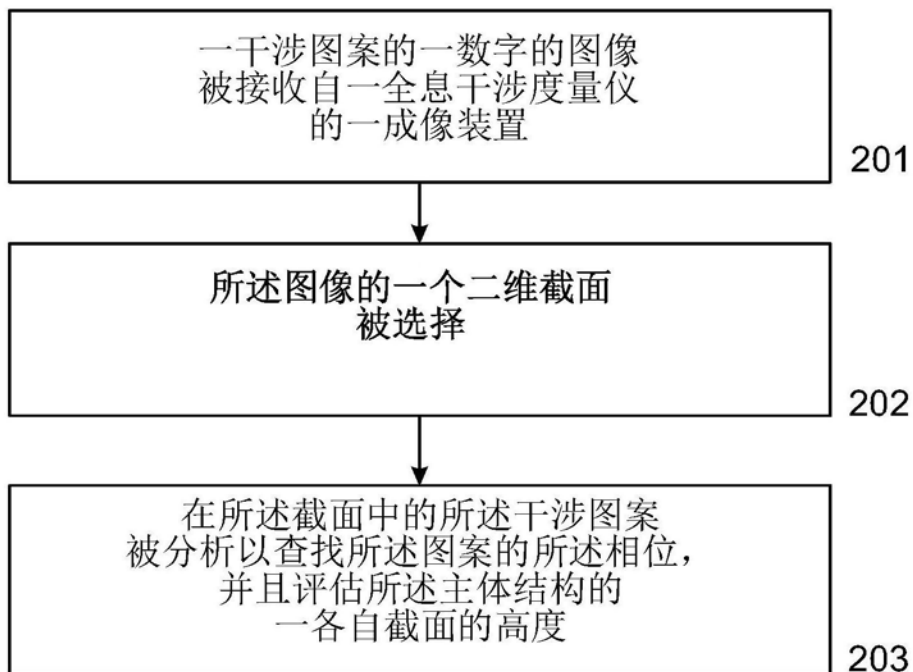 一干涉图案的一数字的图像
被接收自一全息干涉度量仪
的一成像装置
201
所述图像的一个二维截面
被选择
202
在所述截面中的所述干涉图案
被分析以查找所述图案的所述相位，
并且评估所述主体结构的
一各自截面的高度
203